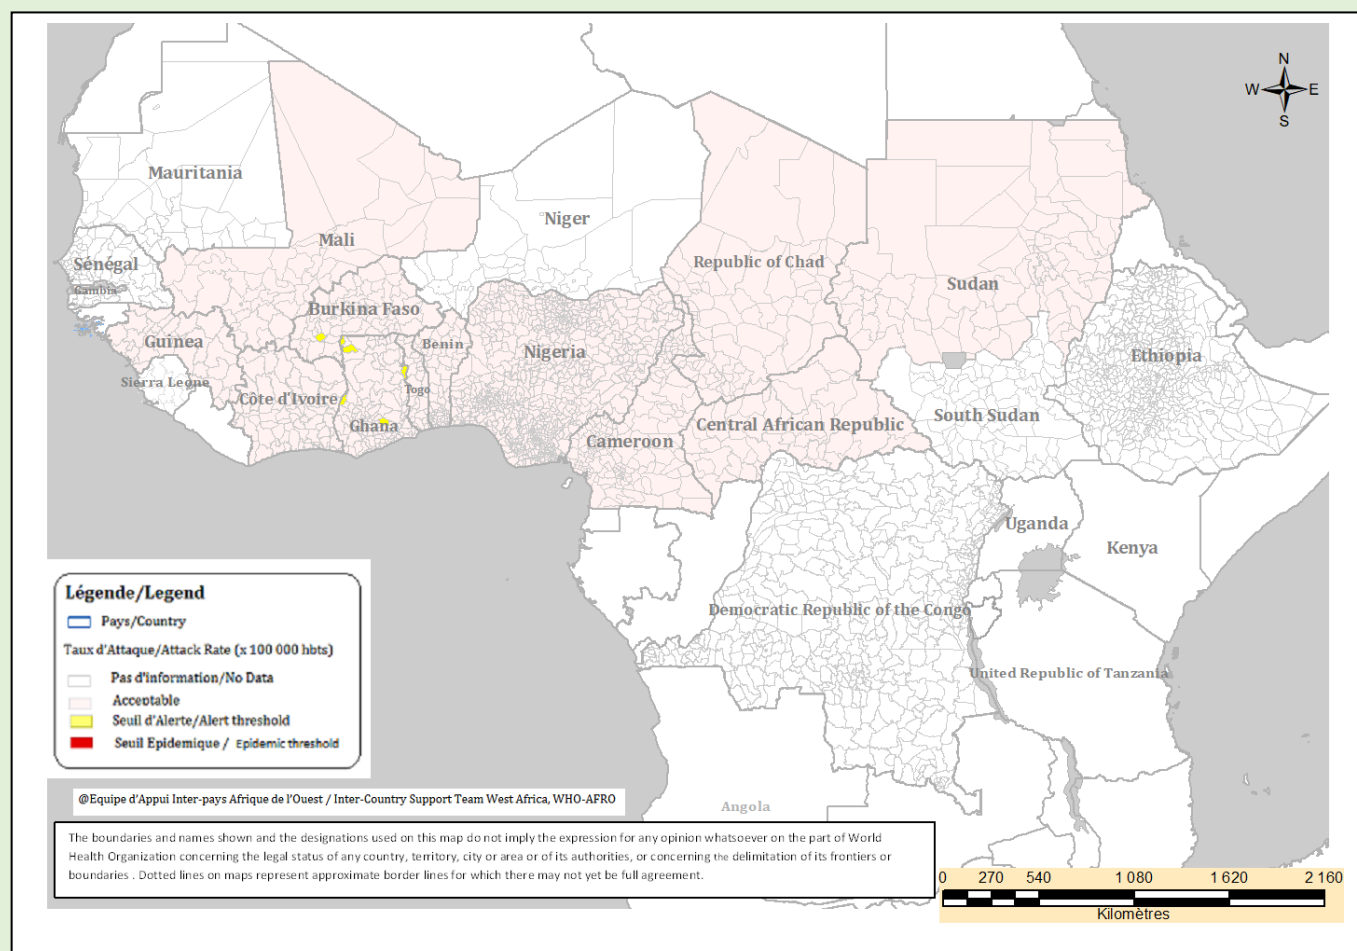 N
W E
S
Mauritania
Niger
Mali
Sénégal
Gambia
Republic of Chad
Sudan
Burkina Faso
Guinea
Benin
Nigeria
Ethiopia
Sierra Leone
Togo
Côte d'Ivoire
South Sudan
Ghana
Central African Republic
Cameroon
Uganda
Kenya
Democratic Republic of the Congo
United Republic of Tanzania
Angola
Légende/Legend
Pays/Country
Taux d'Attaque/Attack Rate (x 100 000 hbts)
Pas d'information/No Data
Acceptable
Seuil d'Alerte/Alert threshold
Seuil Epidemique / Epidemic threshold
@Equipe d'Appui Inter-pays Afrique de l'Ouest / Inter-Country Support Team West Africa, WHO-AFRO
The boundaries and names shown and the designations used on this map do not imply the expression for any opinion whatsoever on the part of World
Health Organization concerning the legal status of any country, territory, city or area or of its authorities, or concerning the delimitation of its frontiers or
boundaries . Dotted lines on maps represent approximate border lines for which there may not yet be full agreement.
0 270 540 1 080 1 620 2 160
Kilomètres